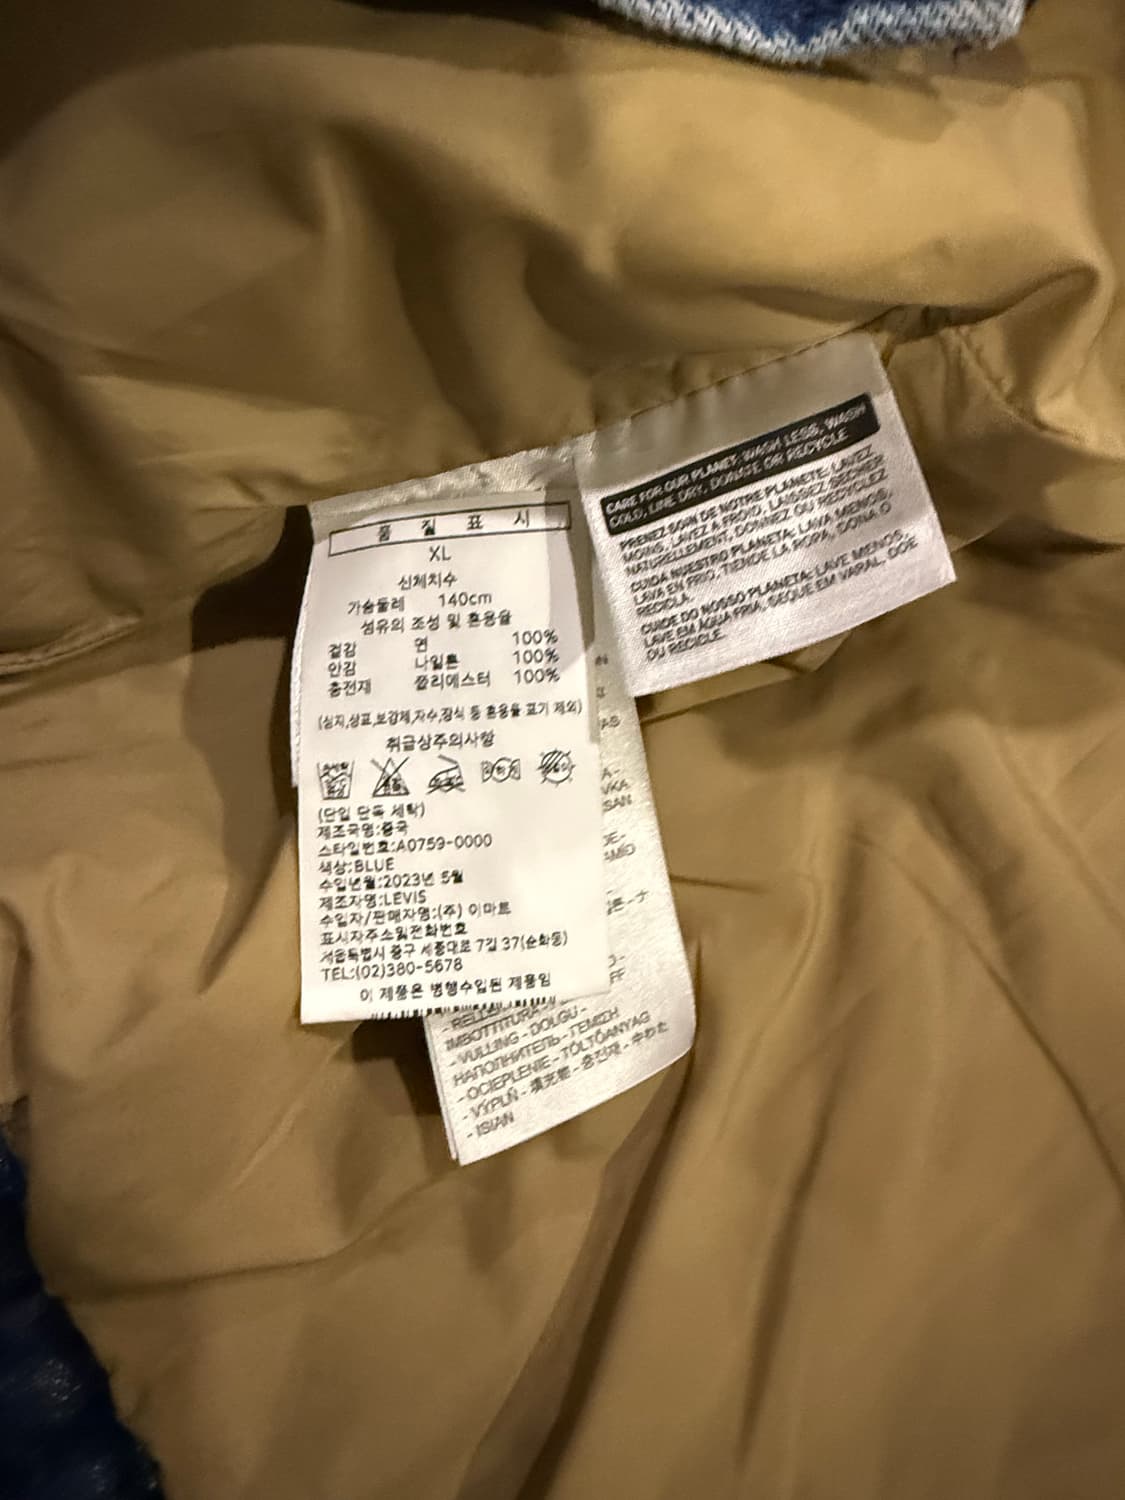 품 질 표 시
XL
신체치수
가슴둘레 140cm
섬유의 조성 및 혼용율
겉감 면 100%
안감 나일론 100%
충전재 폴리에스터 100%
(심지,상표,보강제,자수,장식 등 혼용율 표기 제외)
취급상주의사항
(단일 단독 세탁)
제조국명:중국
스타일번호:A0759-0000
색상:BLUE
수입년월:2023년 5월
제조자명:LEVIS
수입자/판매자명:(주) 이마트
표시자주소및전화번호
서울특별시 중구 세종대로 7길 37(순화동)
TEL:(02)380-5678
이 제품은 병행수입된 제품임
CARE FOR OUR PLANET: WASH LESS, WASH
COLD, LINE DRY, DONATE OR RECYCLE
PRENEZ SOIN DE NOTRE PLANETE: LAVEZ
MOINS, LAVEZ A FROID, LAISSEZ SECHER
NATURELLEMENT, DONNEZ OU RECYCLEZ
CUIDA NUESTRO PLANETA: LAVA MENOS,
LAVA EN FRIO, TIENDE LA ROPA, DONA O
RECICLA.
CUIDE DO NOSSO PLANETA: LAVE MENOS,
LAVE EM AGUA FRIA, SEQUE EM VARAL, DOE
OU RECICLE.
AS
VKA
SAN
DE-
FF
IMBOTTITURA
- VULLING - DOLGU -
НАПОЛНИТЕЛЬ - TÖLTŐANYAG
- OCIEPLENIE -
- VÝPLŇ - 填充物 - 충전재 - 中わた
- ISIAN